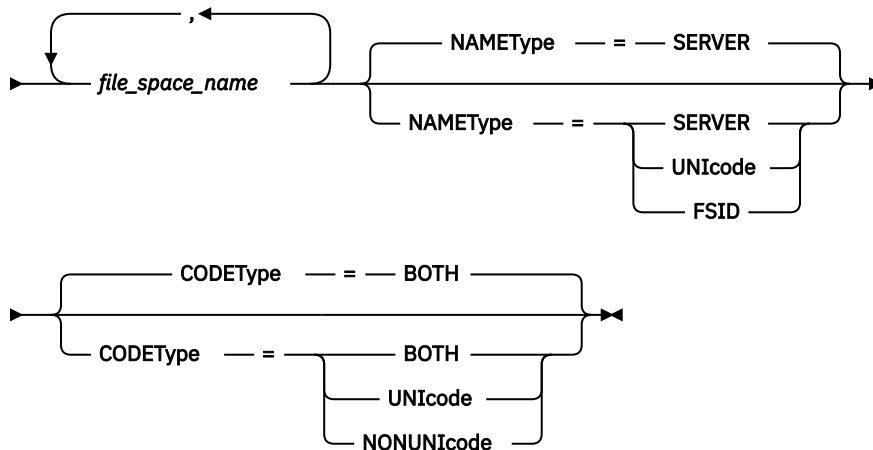 ,
NAMEType = SERVER
file_space_name
NAMEType = SERVER
UNIcode
FSID
CODEType = BOTH
CODEType = BOTH
UNIcode
NONUNIcode